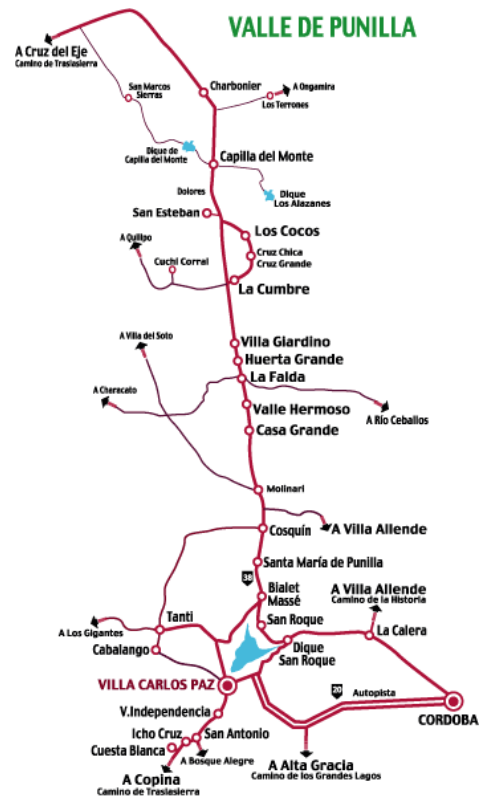 VALLE DE PUNILLA
A Cruz del Eje
Camino de Traslasierra
San Marcos
Sierras
Charbonier
A Ongamira
Los Terrones
Dique de
Capilla del Monte
Capilla del Monte
Dolores
Dique
Los Alazanes
San Esteban
Los Cocos
A Quilpo
Cruz Chica
Cruz Grande
Cuchi Corral
La Cumbre
A Villa del Soto
Villa Giardino
Huerta Grande
La Falda
A Characato
Valle Hermoso
A Río Ceballos
Casa Grande
Molinari
Cosquín
A Villa Allende
Santa María de Punilla
38
Bialet
Massé
A Villa Allende
Camino de la Historia
Tanti
San Roque
La Calera
A Los Gigantes
Cabalango
Dique
San Roque
VILLA CARLOS PAZ
20
Autopista
CORDOBA
V.Independencia
Icho Cruz
San Antonio
Cuesta Blanca
A Bosque Alegre
A Alta Gracia
Camino de los Grandes Lagos
A Copina
Camino de Traslasierra